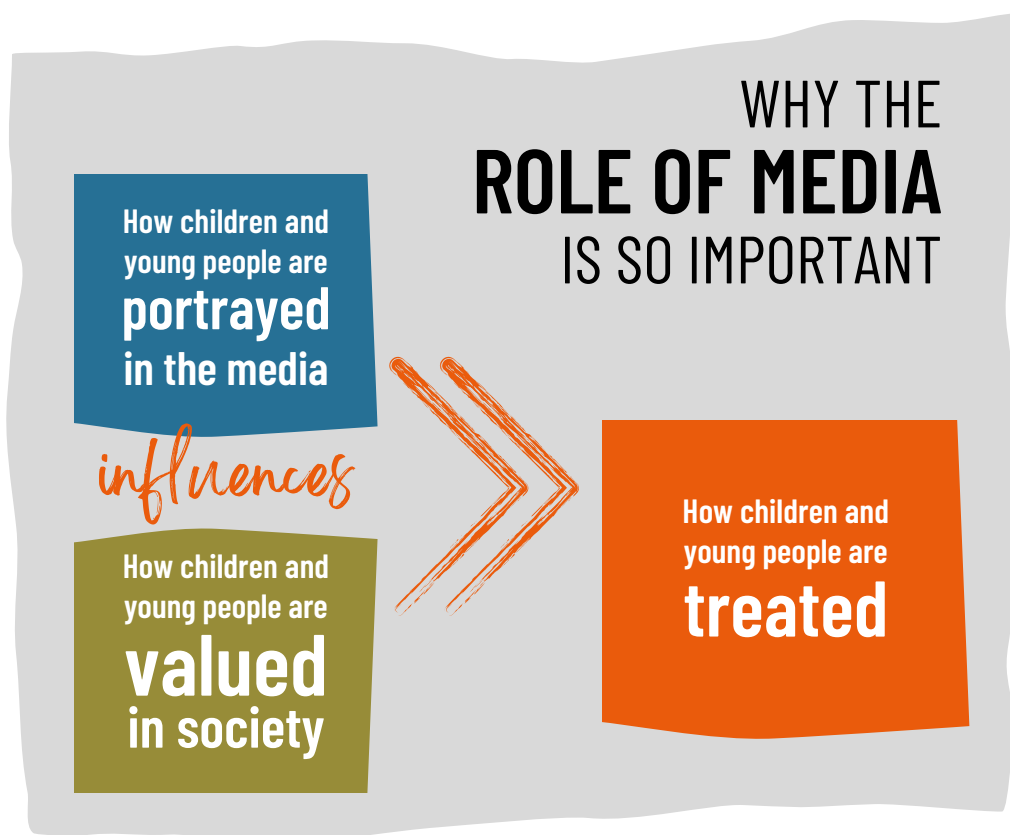 WHY THE
ROLE OF MEDIA
IS SO IMPORTANT
How children and
young people are
portrayed
in the media
influences
How children and
young people are
valued
in society
How children and
young people are
treated